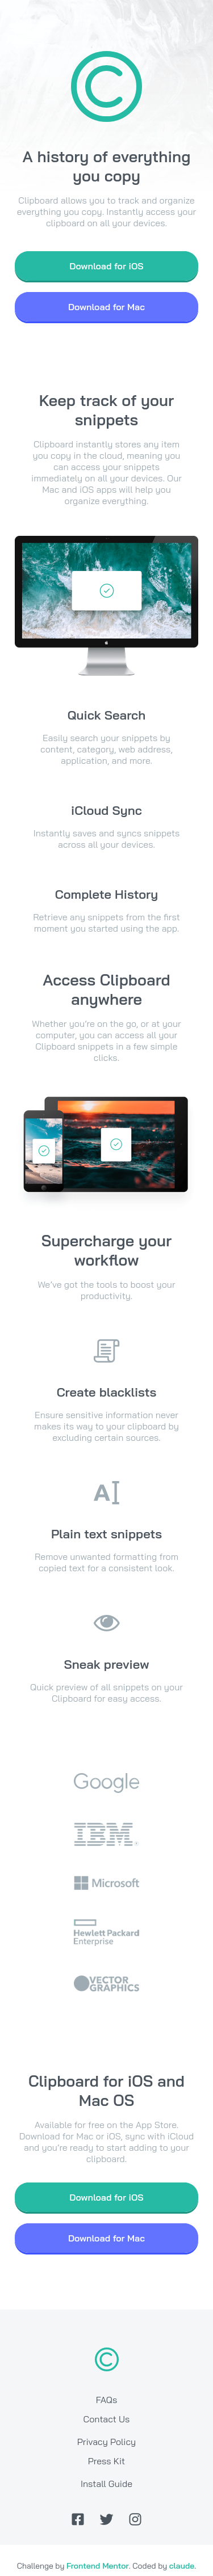 A history of everything
you copy
Clipboard allows you to track and organize
everything you copy. Instantly access your
clipboard on all your devices.
Download for iOS
Download for Mac
Keep track of your
snippets
Clipboard instantly stores any item
you copy in the cloud, meaning you
can access your snippets
immediately on all your devices. Our
Mac and iOS apps will help you
organize everything.
Quick Search
Easily search your snippets by
content, category, web address,
application, and more.
iCloud Sync
Instantly saves and syncs snippets
across all your devices.
Complete History
Retrieve any snippets from the first
moment you started using the app.
Access Clipboard
anywhere
Whether you're on the go, or at your
computer, you can access all your
Clipboard snippets in a few simple
clicks.
Supercharge your
workflow
We've got the tools to boost your
productivity.
Create blacklists
Ensure sensitive information never
makes its way to your clipboard by
excluding certain sources.
A
Plain text snippets
Remove unwanted formatting from
copied text for a consistent look.
Sneak preview
Quick preview of all snippets on your
Clipboard for easy access.
Google
IBM
Microsoft
Hewlett Packard
Enterprise
VECTOR
GRAPHICS
Clipboard for iOS and
Mac OS
Available for free on the App Store.
Download for Mac or iOS, sync with iCloud
and you're ready to start adding to your
clipboard.
Download for iOS
Download for Mac
FAQs
Contact Us
Privacy Policy
Press Kit
Install Guide
Challenge by Frontend Mentor. Coded by claude.